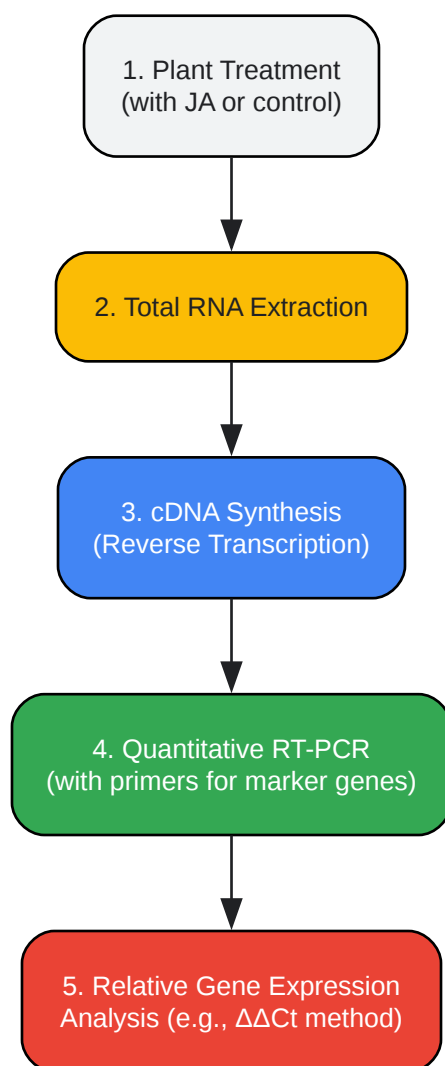 1. Plant Treatment
(with JA or control)
2. Total RNA Extraction
3. cDNA Synthesis
(Reverse Transcription)
4. Quantitative RT-PCR
(with primers for marker genes)
5. Relative Gene Expression
Analysis (e.g., ΔΔCt method)